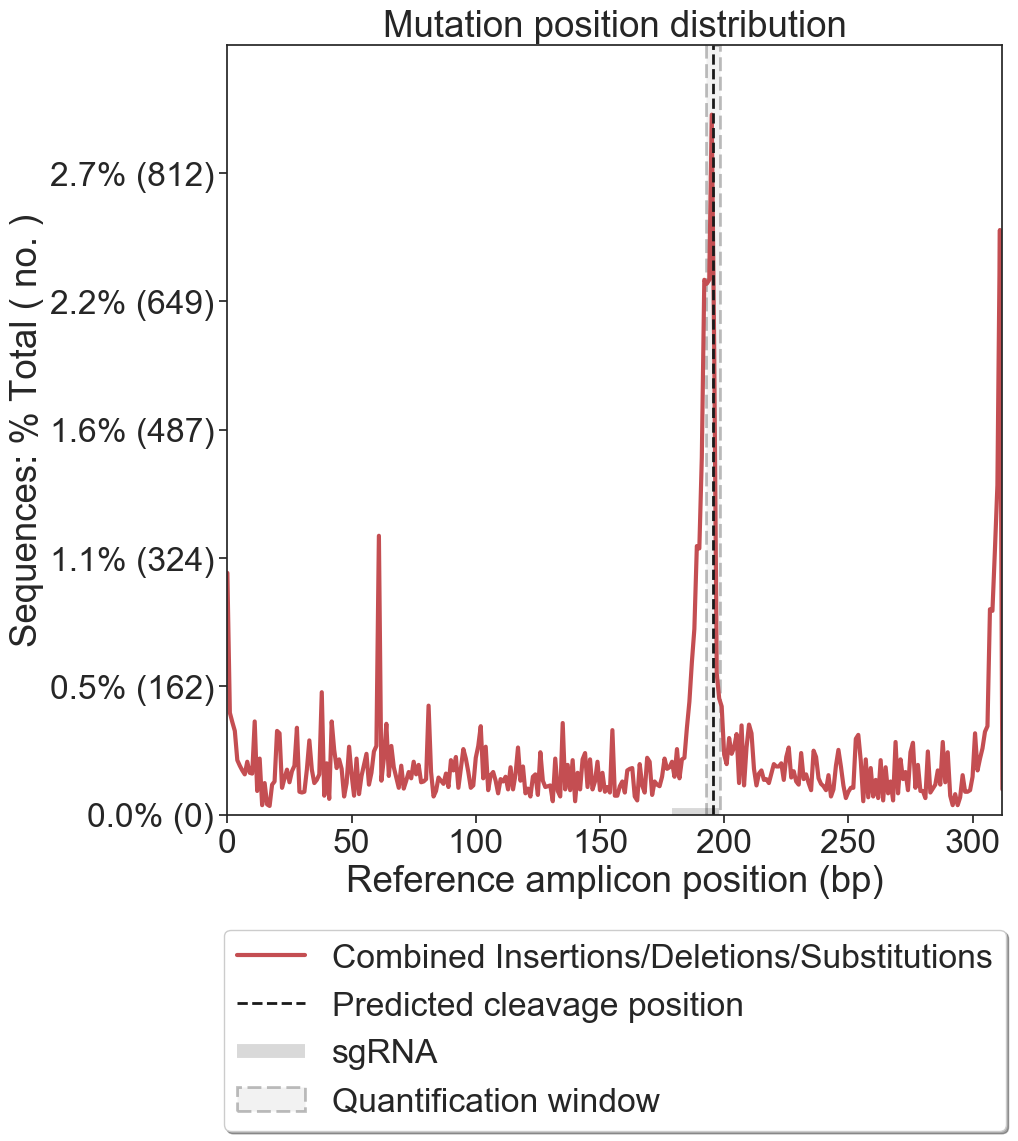 Mutation position distribution
Sequences: % Total ( no. )
2.7% (812)
2.2% (649)
1.6% (487)
1.1% (324)
0.5% (162)
0.0% (0)
0 50 100 150 200 250 300
Reference amplicon position (bp)
Combined Insertions/Deletions/Substitutions
Predicted cleavage position
sgRNA
Quantification window